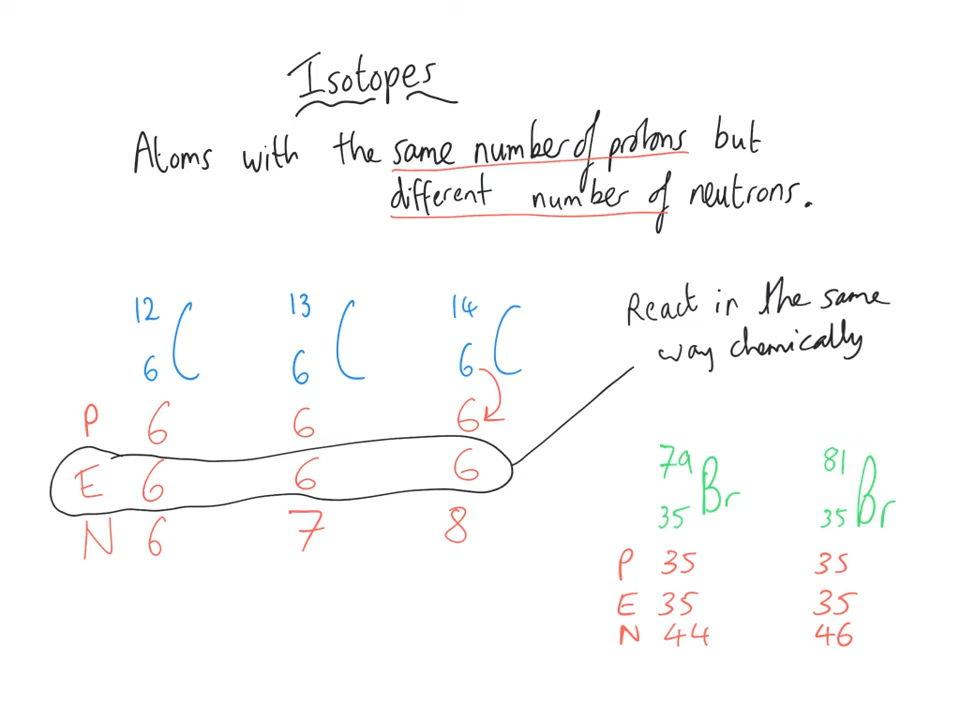 Isotopes
Atoms with the same number of protons but
different number of neutrons.
12 13 14
C C C
6 6 6
React in the same
way chemically
P 6 6 6
E 6 6 6
N 6 7 8
79 81
Br Br
35 35
P 35 35
E 35 35
N 44 46